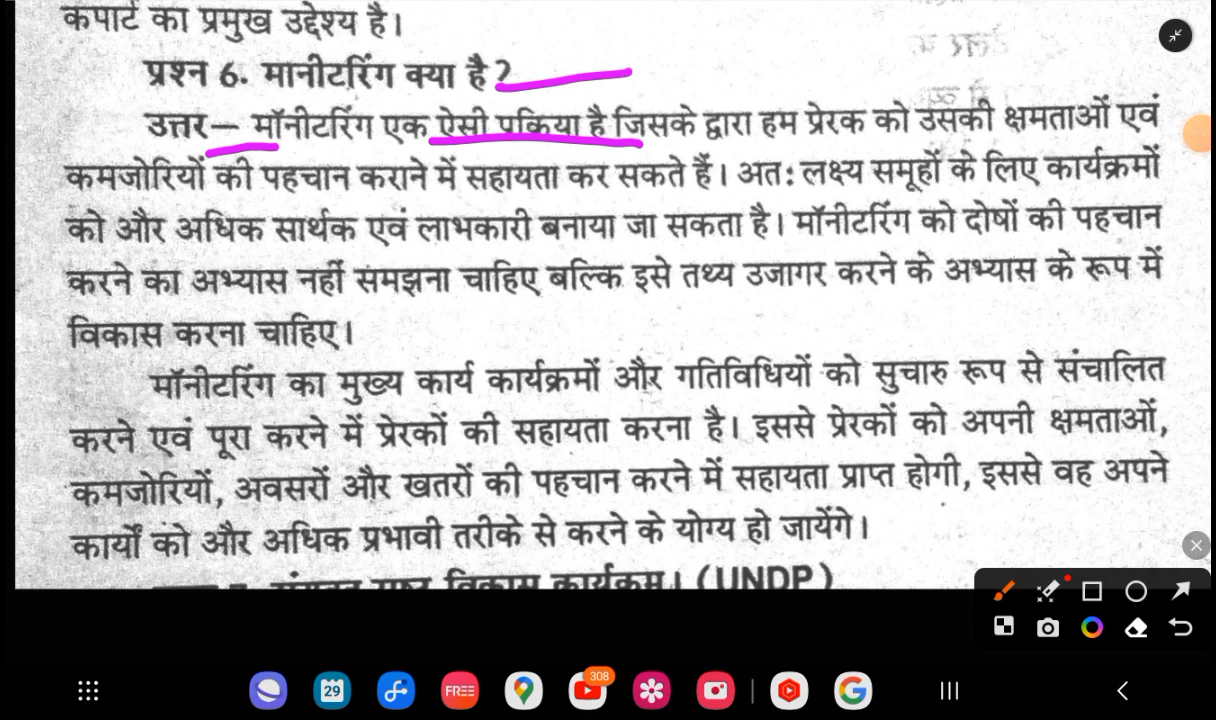 कपार्ट का प्रमुख उद्देश्य है।
प्रश्न 6. मानीटरिंग क्या है?
उत्तर— मॉनीटरिंग एक ऐसी प्रकिया है जिसके द्वारा हम प्रेरक को उसकी क्षमताओं एवं
कमजोरियों की पहचान कराने में सहायता कर सकते हैं। अत: लक्ष्य समूहों के लिए कार्यक्रमों
को और अधिक सार्थक एवं लाभकारी बनाया जा सकता है। मॉनीटरिंग को दोषों की पहचान
करने का अभ्यास नहीं समझना चाहिए बल्कि इसे तथ्य उजागर करने के अभ्यास के रूप में
विकास करना चाहिए।
मॉनीटरिंग का मुख्य कार्य कार्यक्रमों और गतिविधियों को सुचारु रूप से संचालित
करने एवं पूरा करने में प्रेरकों की सहायता करना है। इससे प्रेरकों को अपनी क्षमताओं,
कमजोरियों, अवसरों और खतरों की पहचान करने में सहायता प्राप्त होगी, इससे वह अपने
कार्यों को और अधिक प्रभावी तरीके से करने के योग्य हो जायेंगे।
विकास कार्यक्रम। (UNDP)
29
FREE
308